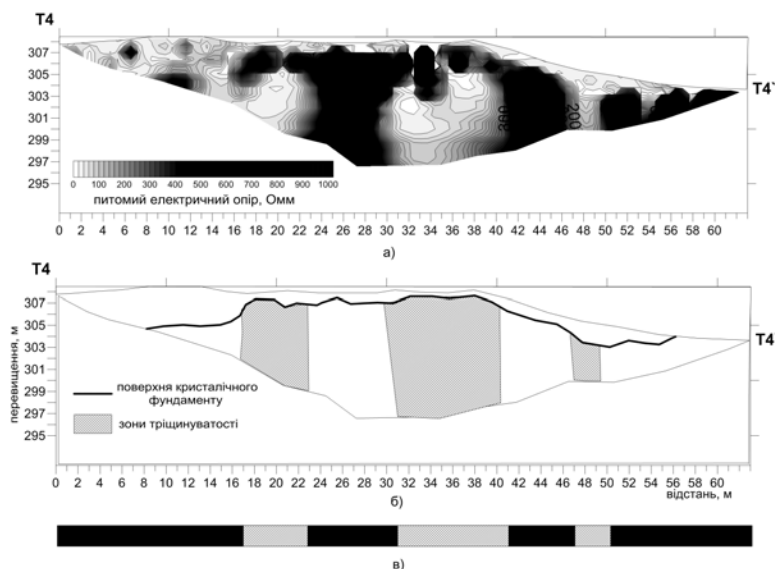 T4
307
305
303
301
299
297
295
T4`
200
200
0 100 200 300 400 500 600 700 800 900 1000
питомий електричний опір, Омм
0 2 4 6 8 10 12 14 16 18 20 22 24 26 28 30 32 34 36 38 40 42 44 46 48 50 52 54 56 58 60
а)
T4
307
305
303
301
299
297
295
T4`
перевищення, м
поверхня кристалічного
фундаменту
зони тріщинуватості
0 2 4 6 8 10 12 14 16 18 20 22 24 26 28 30 32 34 36 38 40 42 44 46 48 50 52 54 56 58 60
відстань, м
б)
в)